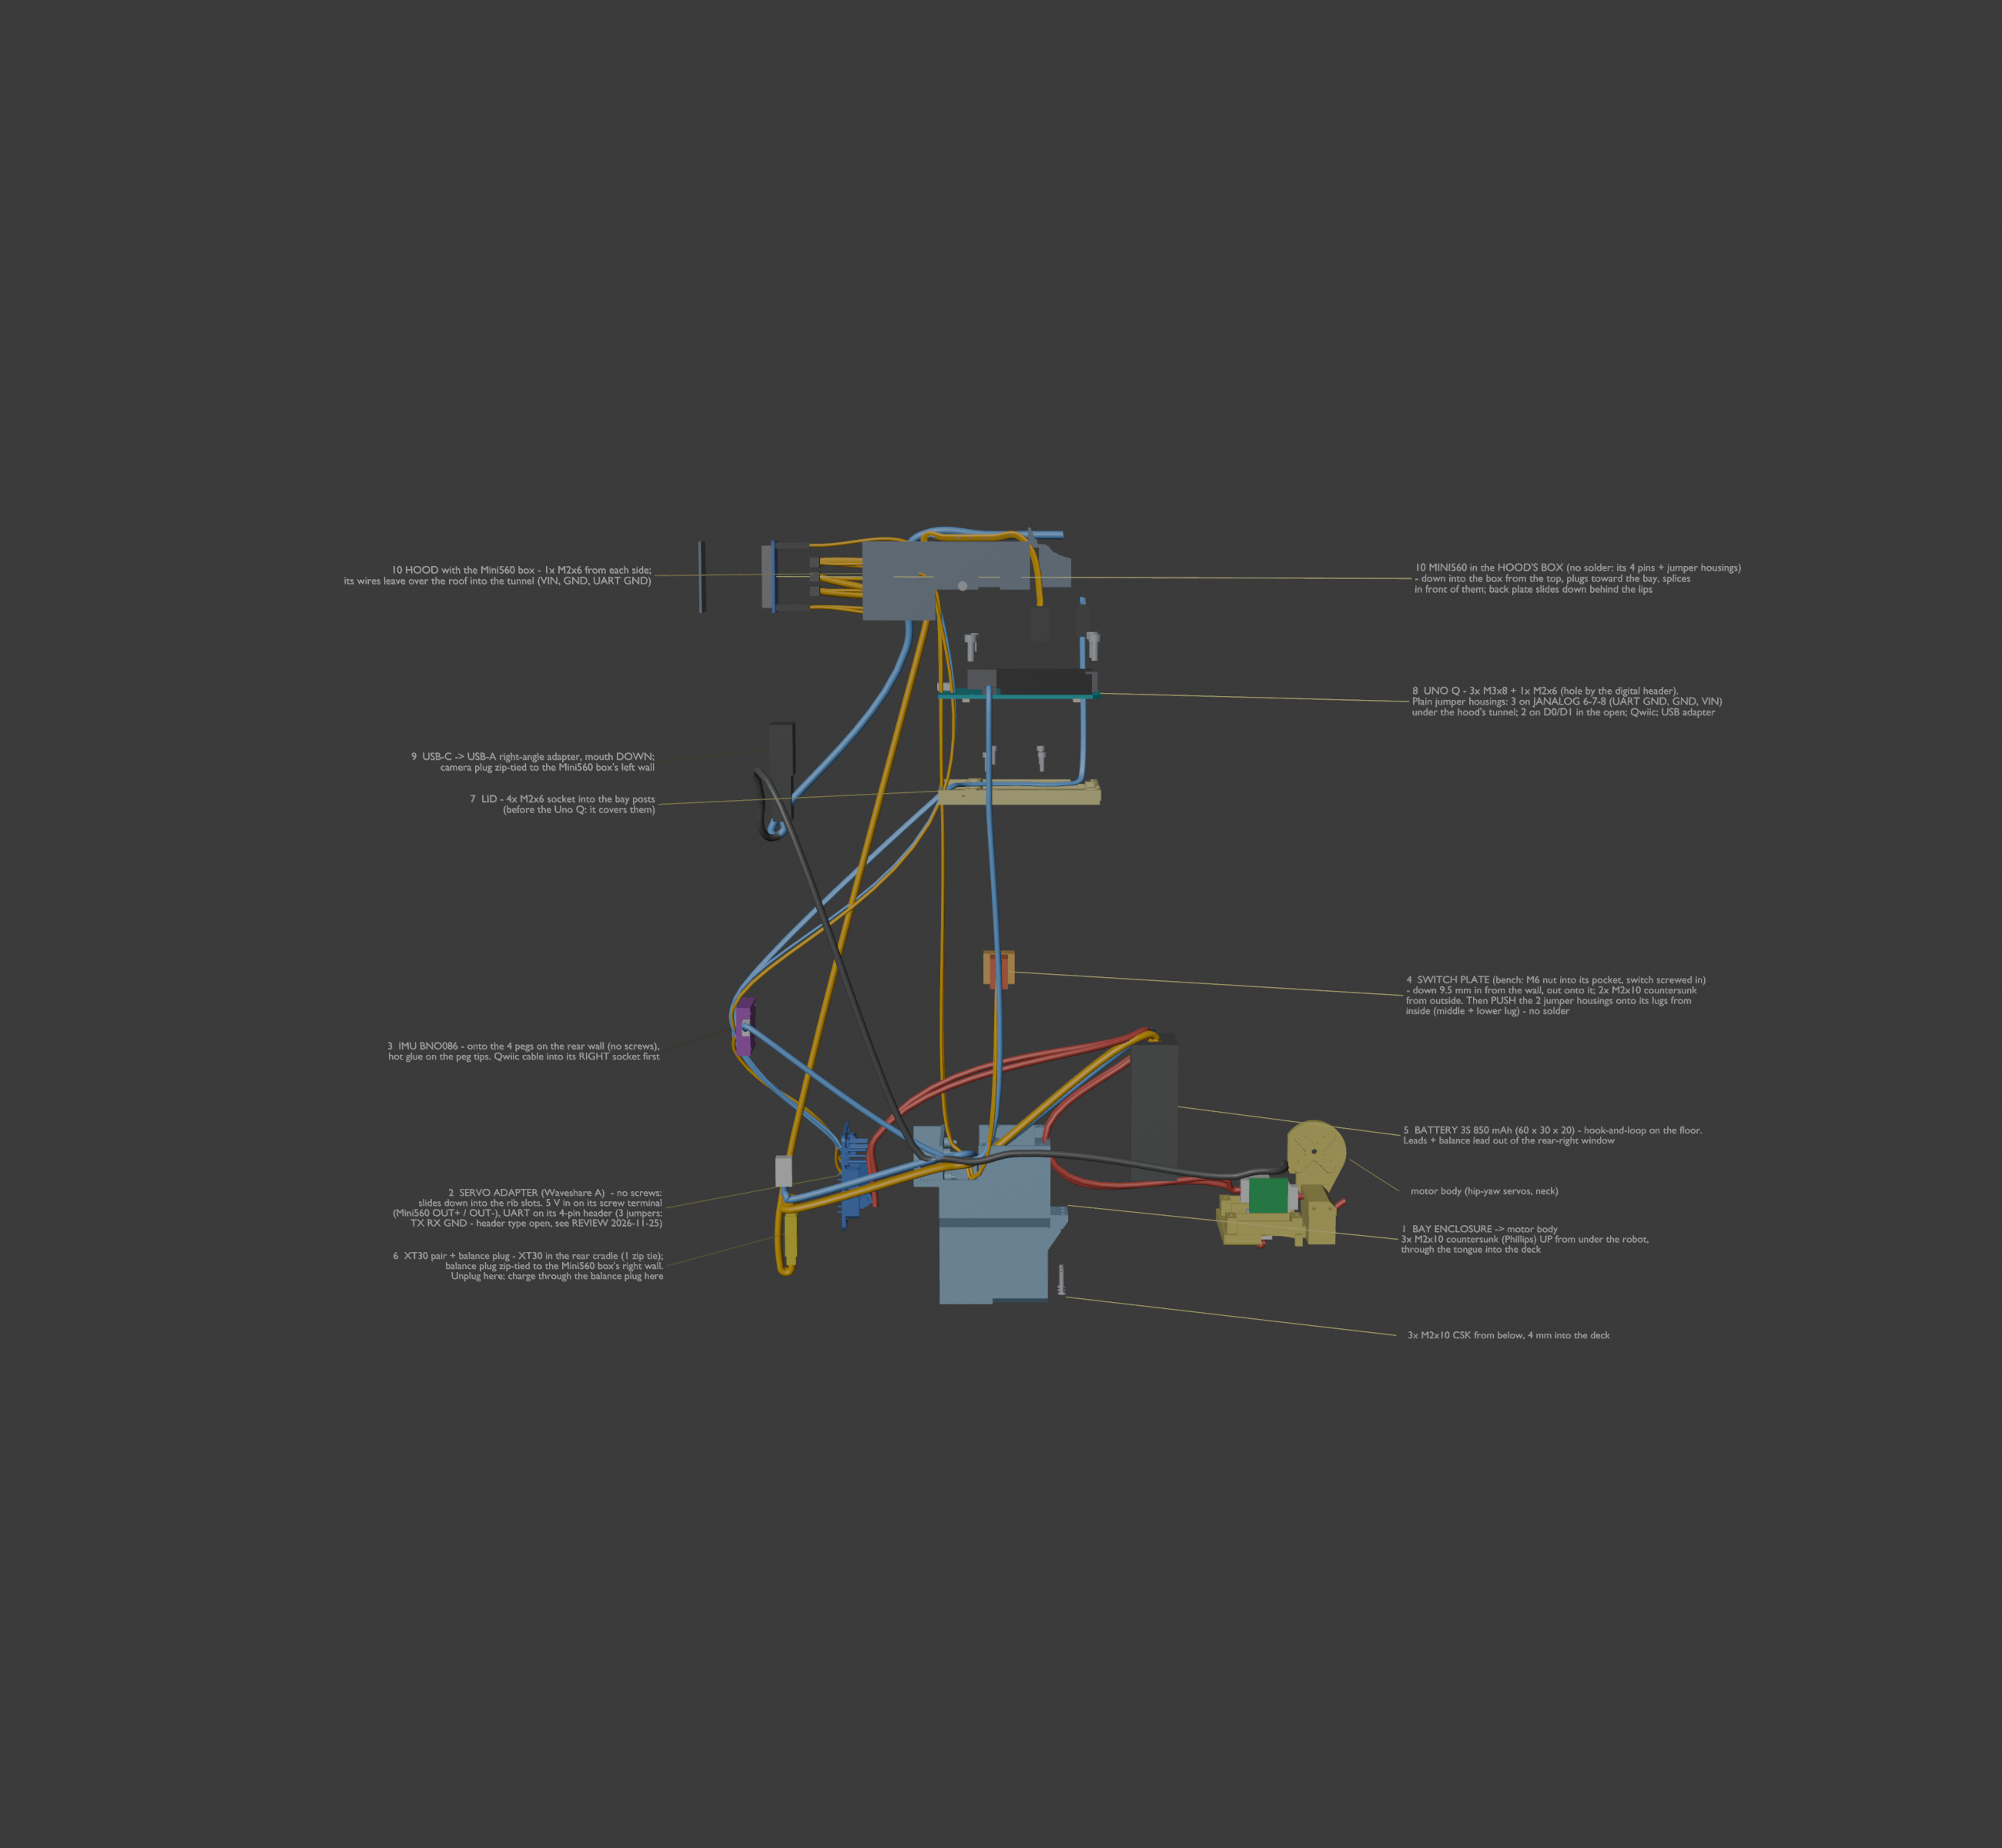 10 HOOD with the Mini560 box - 1x M2x6 from each side;
its wires leave over the roof into the tunnel (VIN, GND, UART GND)
10 MINI560 in the HOOD'S BOX (no solder: its 4 pins + jumper housings)
- down into the box from the top, plugs toward the bay, splices
in front of them; back plate slides down behind the lips
8 UNO Q - 3x M3x8 + 1x M2x6 (hole by the digital header).
Plain jumper housings: 3 on JANALOG 6-7-8 (UART GND, GND, VIN)
under the hood's tunnel; 2 on D0/D1 in the open; Qwiic; USB adapter
9 USB-C -> USB-A right-angle adapter, mouth DOWN;
camera plug zip-tied to the Mini560 box's left wall
7 LID - 4x M2x6 socket into the bay posts
(before the Uno Q: it covers them)
4 SWITCH PLATE (bench: M6 nut into its pocket, switch screwed in)
- down 9.5 mm in from the wall, out onto it; 2x M2x10 countersunk
from outside. Then PUSH the 2 jumper housings onto its lugs from
inside (middle + lower lug) - no solder
3 IMU BNO086 - onto the 4 pegs on the rear wall (no screws),
hot glue on the peg tips. Qwiic cable into its RIGHT socket first
5 BATTERY 3S 850 mAh (60 x 30 x 20) - hook-and-loop on the floor.
Leads + balance lead out of the rear-right window
motor body (hip-yaw servos, neck)
2 SERVO ADAPTER (Waveshare A) - no screws:
slides down into the rib slots. 5 V in on its screw terminal
(Mini560 OUT+ / OUT-), UART on its 4-pin header (3 jumpers:
TX RX GND - header type open, see REVIEW 2026-11-25)
1 BAY ENCLOSURE -> motor body
3x M2x10 countersunk (Phillips) UP from under the robot,
through the tongue into the deck
6 XT30 pair + balance plug - XT30 in the rear cradle (1 zip tie);
balance plug zip-tied to the Mini560 box's right wall.
Unplug here; charge through the balance plug here
3x M2x10 CSK from below, 4 mm into the deck